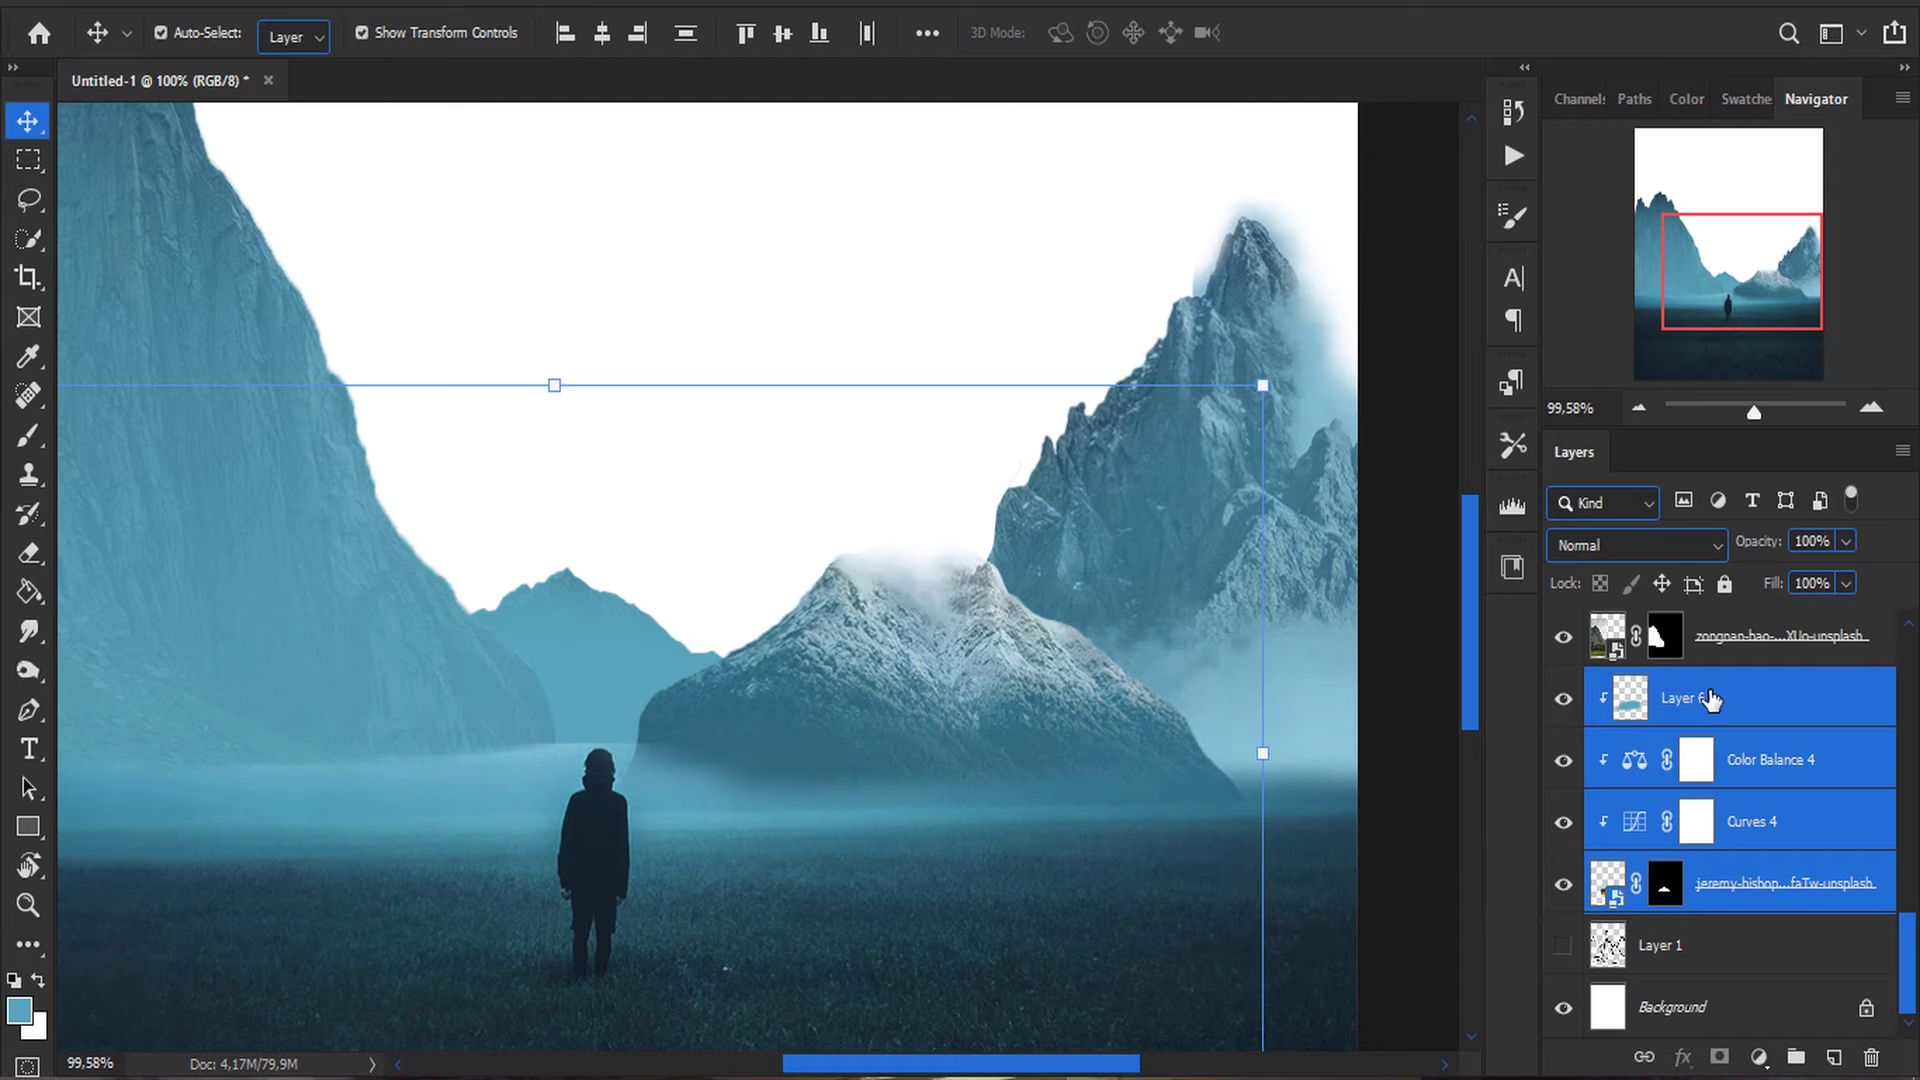 Auto-Select: Layer Show Transform Controls 3D Mode:
Untitled-1 @ 100% (RGB/8) *
Channel: Paths Color Swatche Navigator
99,58%
Layers
Kind
Normal Opacity: 100%
Lock: Fill: 100%
zongnan-bao-...XUo-unsplash
Layer 6
Color Balance 4
Curves 4
jeremy-bishop...faTw-unsplash
Layer 1
Background
99,58% Doc: 4,17M/79,9M